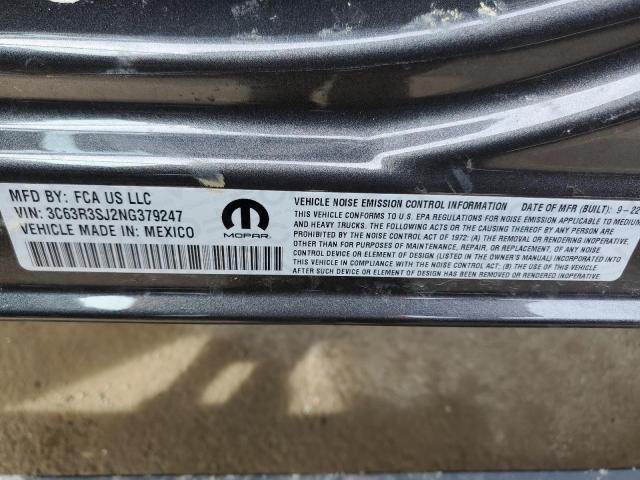 MFD BY: FCA US LLC
VIN: 3C63R3SJ2NG379247
VEHICLE MADE IN: MEXICO
MOPAR
VEHICLE NOISE EMISSION CONTROL INFORMATION DATE OF MFR (BUILT): 9-22
THIS VEHICLE CONFORMS TO U.S. EPA REGULATIONS FOR NOISE EMISSION APPLICABLE TO MEDIUM
AND HEAVY TRUCKS. THE FOLLOWING ACTS OR THE CAUSING THEREOF BY ANY PERSON ARE
PROHIBITED BY THE NOISE CONTROL ACT OF 1972: (A) THE REMOVAL OR RENDERING INOPERATIVE,
OTHER THAN FOR PURPOSES OF MAINTENANCE, REPAIR, OR REPLACEMENT, OF ANY NOISE
CONTROL DEVICE OR ELEMENT OF DESIGN (LISTED IN THE OWNER'S MANUAL) INCORPORATED INTO
THIS VEHICLE IN COMPLIANCE WITH THE NOISE CONTROL ACT; (B) THE USE OF THIS VEHICLE
AFTER SUCH DEVICE OR ELEMENT OF DESIGN HAS BEEN REMOVED OR RENDERED INOPERATIVE.